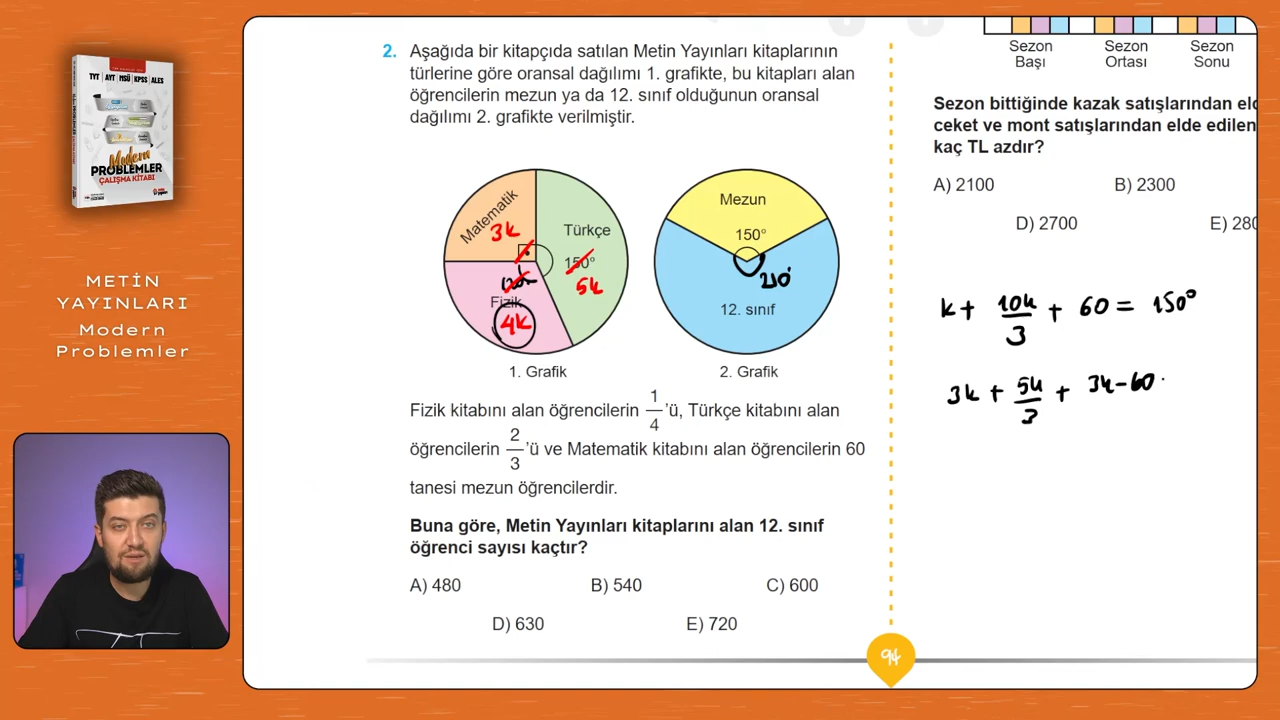 TYT AYT MSÜ KPSS ALES
Modern
PROBLEMLER
ÇALIŞMA KİTABI
METİN
YAYINLARI
Modern
Problemler
2. Aşağıda bir kitapçıda satılan Metin Yayınları kitaplarının
türlerine göre oransal dağılımı 1. grafikte, bu kitapları alan
öğrencilerin mezun ya da 12. sınıf olduğunun oransal
dağılımı 2. grafikte verilmiştir.
Matematik
3k
Türkçe
150°
5k
120
Fizik
4k
1. Grafik
Mezun
150°
210°
12. sınıf
2. Grafik
Fizik kitabını alan öğrencilerin 1/4 'ü, Türkçe kitabını alan
öğrencilerin 2/3 'ü ve Matematik kitabını alan öğrencilerin 60
tanesi mezun öğrencilerdir.
Buna göre, Metin Yayınları kitaplarını alan 12. sınıf
öğrenci sayısı kaçtır?
A) 480 B) 540 C) 600
D) 630 E) 720
94
Sezon Başı
Sezon Ortası
Sezon Sonu
Sezon bittiğinde kazak satışlarından eld
ceket ve mont satışlarından elde edilen
kaç TL azdır?
A) 2100 B) 2300
D) 2700 E) 280
k + 10k/3 + 60 = 150°
3k + 5k/3 + 3k-60